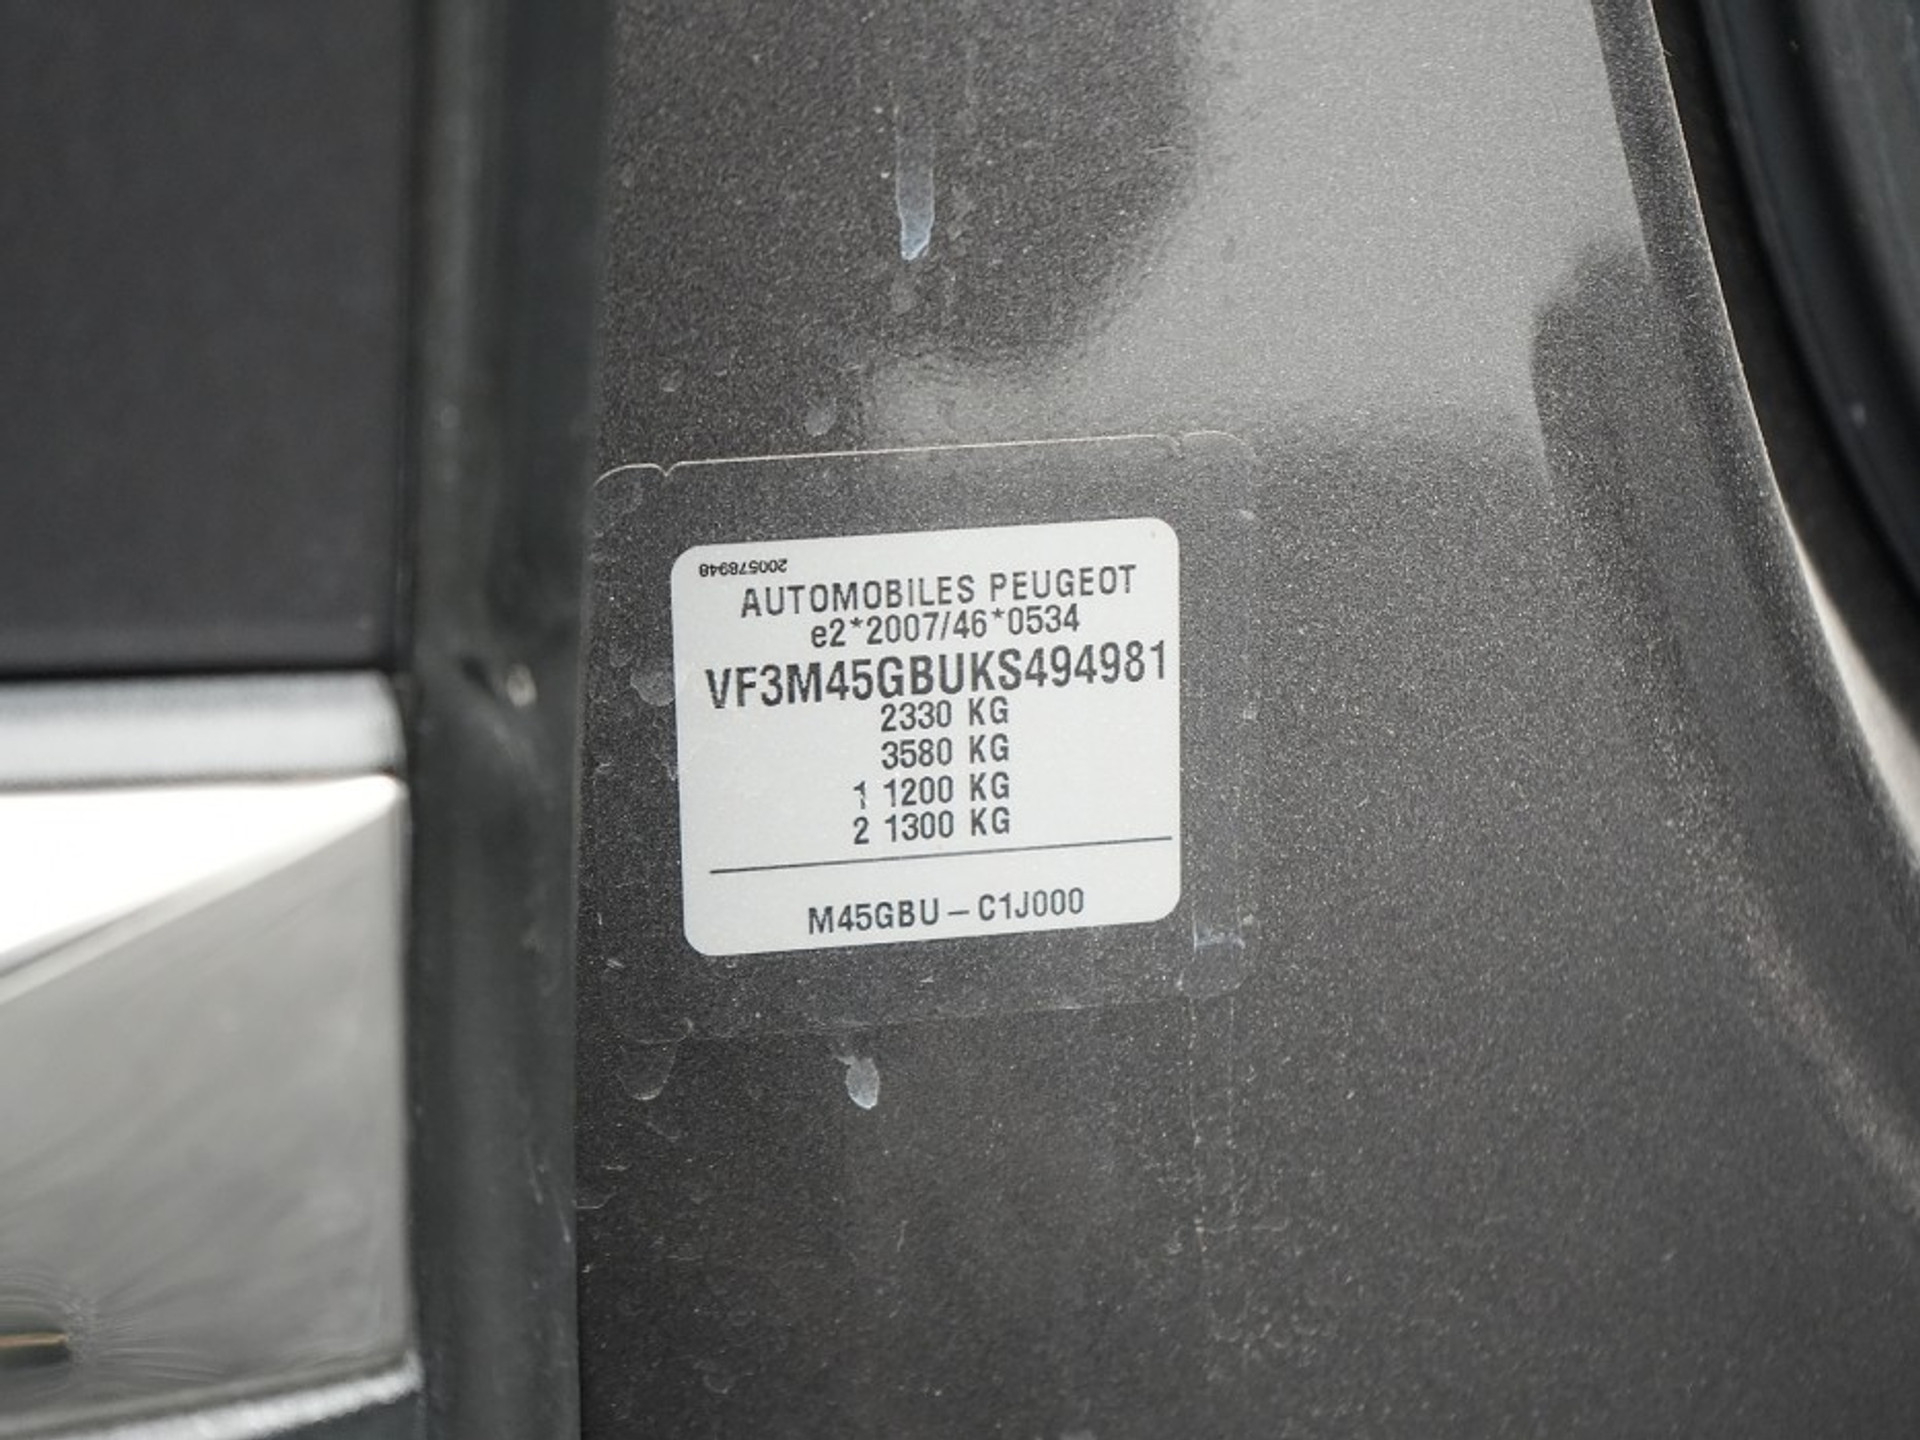 200578948
AUTOMOBILES PEUGEOT
e2*2007/46*0534
VF3M45GBUKS494981
2330 KG
3580 KG
1 1200 KG
2 1300 KG
M45GBU – C1J000